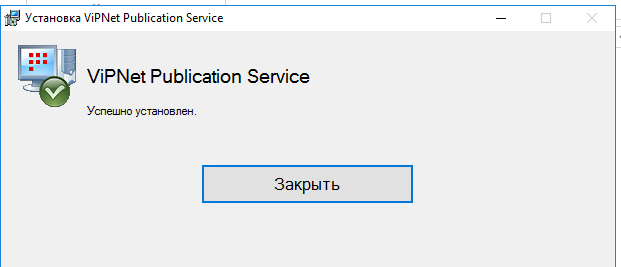 Установка ViPNet Publication Service
ViPNet Publication Service
Успешно установлен.
Закрыть